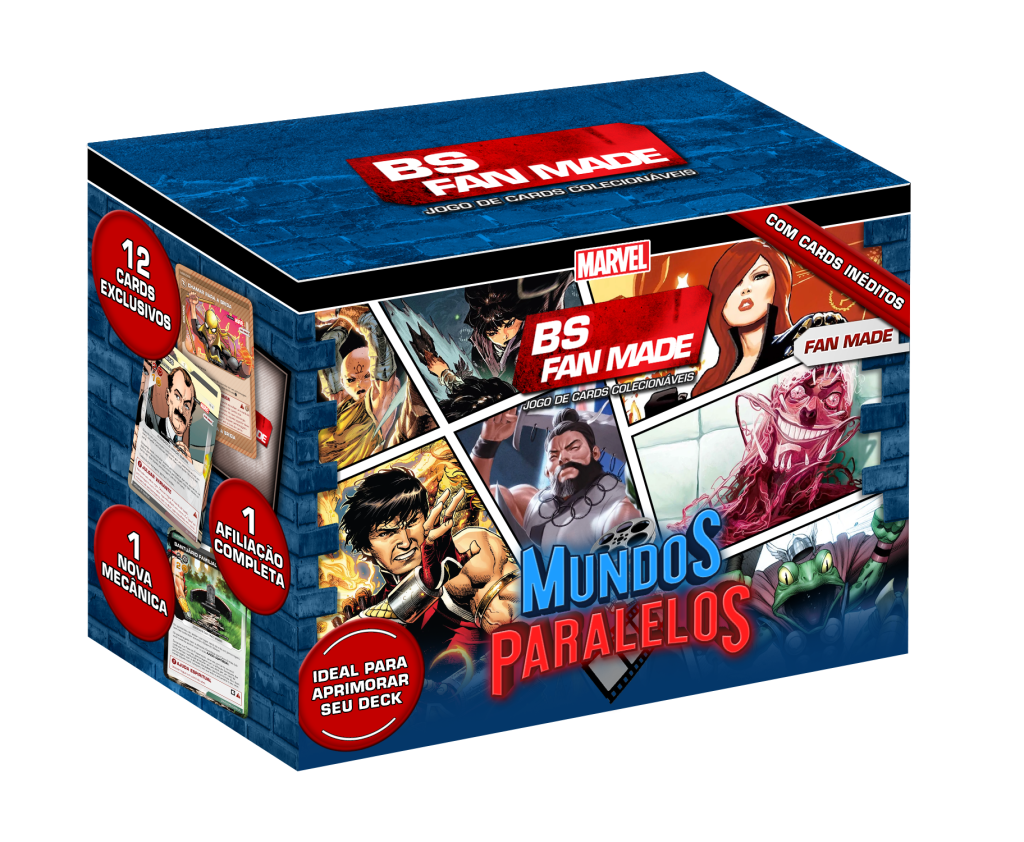 BS
FAN MADE
JOGO DE CARDS COLECIONÁVEIS
MARVEL
BS
FAN MADE
JOGO DE CARDS COLECIONÁVEIS
COM CARDS INÉDITOS
FAN MADE
12
CARDS
EXCLUSIVOS
1
AFILIAÇÃO
COMPLETA
1
NOVA
MECÂNICA
MUNDOS
PARALELOS
IDEAL PARA
APRIMORAR
SEU DECK